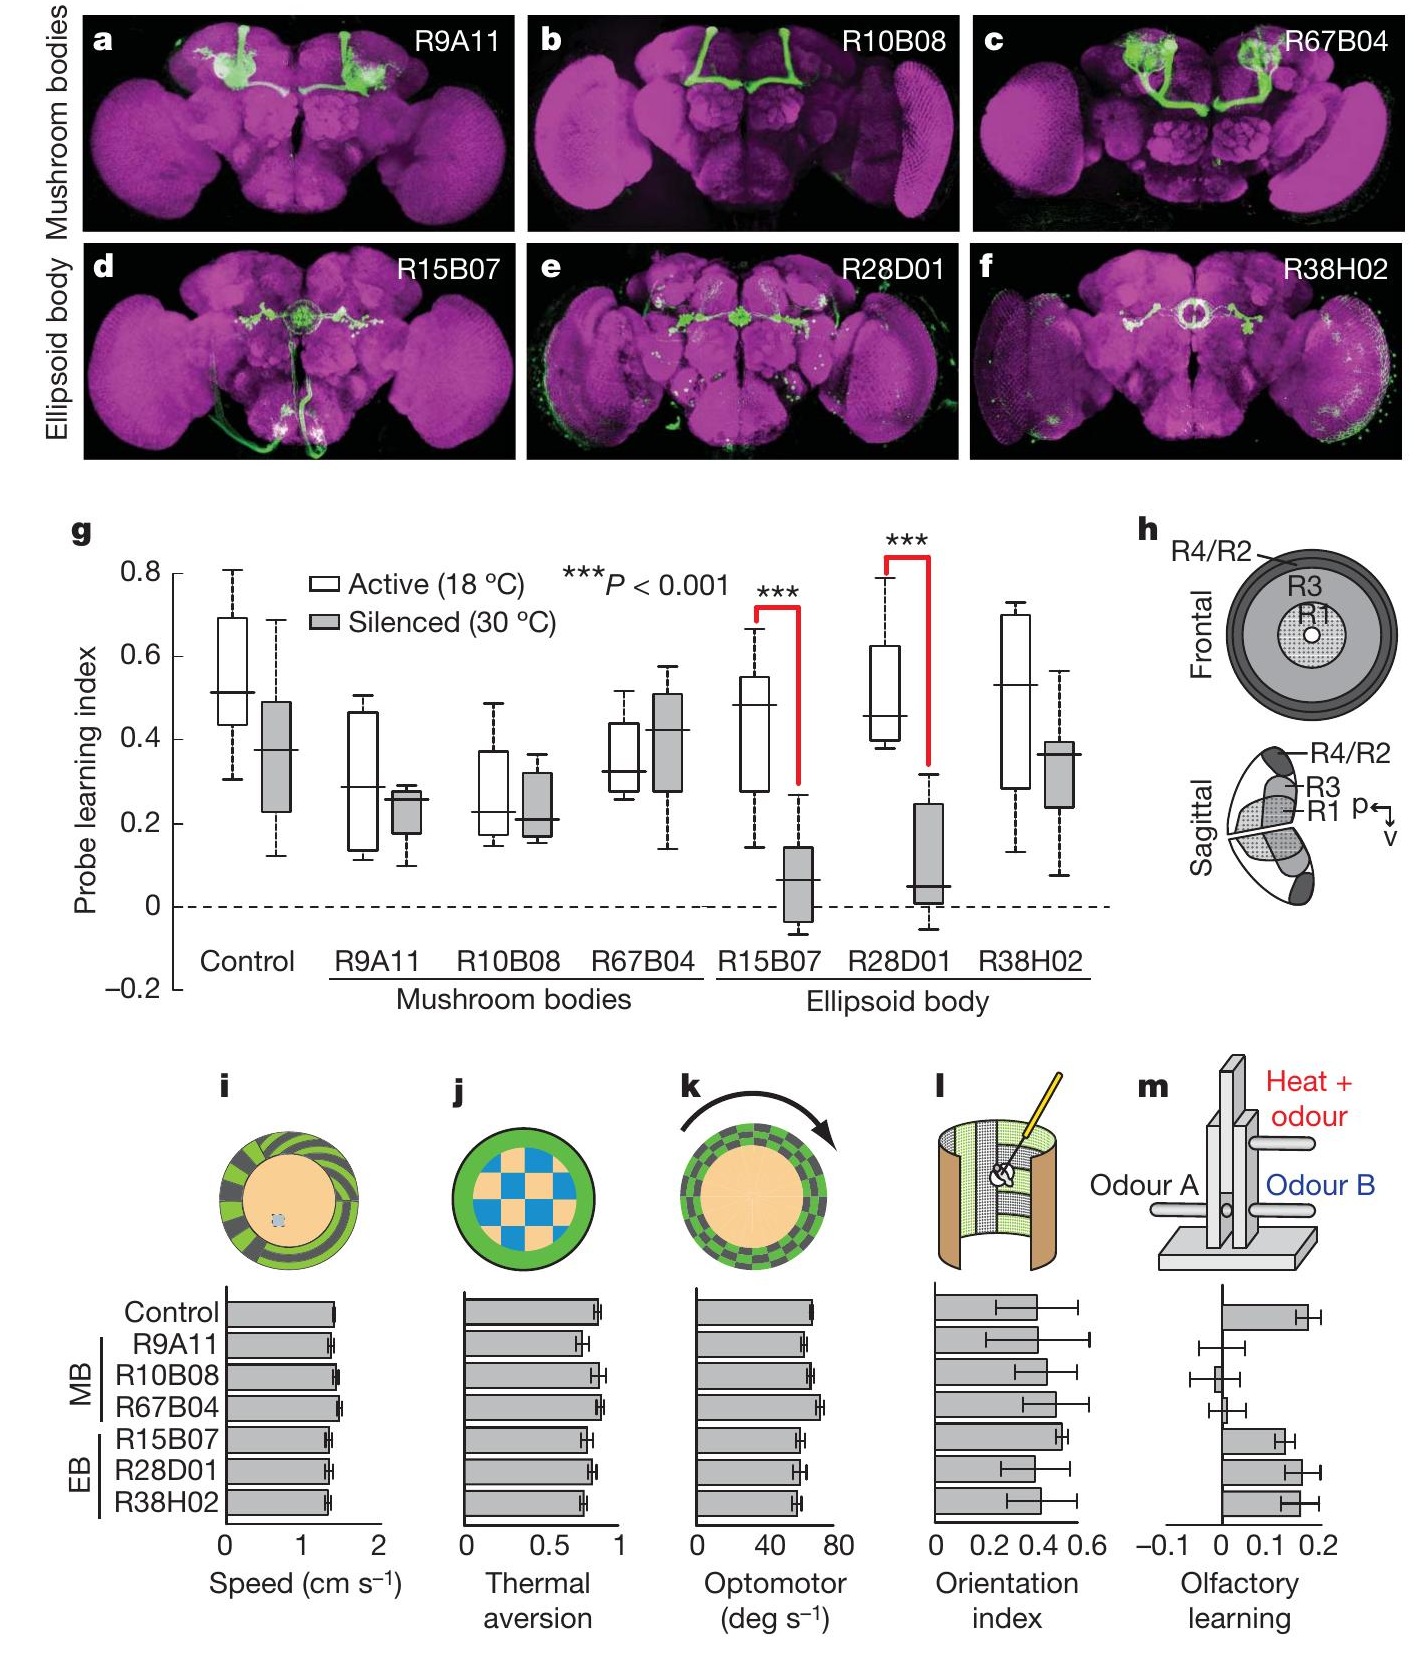 Mushroom bodies
a R9A11
b R10B08
c R67B04
Ellipsoid body
d R15B07
e R28D01
f R38H02
g
Probe learning index
0.8
0.6
0.4
0.2
0
–0.2
Active (18 ºC)
Silenced (30 ºC)
***P < 0.001
***
***
Control
R9A11
R10B08
R67B04
R15B07
R28D01
R38H02
Mushroom bodies
Ellipsoid body
h
Frontal
R4/R2
R3
R1
Sagittal
R4/R2
R3
R1
p
v
i
j
k
l
m
Heat +
odour
Odour A
Odour B
Control
MB
R9A11
R10B08
R67B04
EB
R15B07
R28D01
R38H02
0 1 2
Speed (cm s–1)
0 0.5 1
Thermal
aversion
0 40 80
Optomotor
(deg s–1)
0 0.2 0.4 0.6
Orientation
index
–0.1 0 0.1 0.2
Olfactory
learning